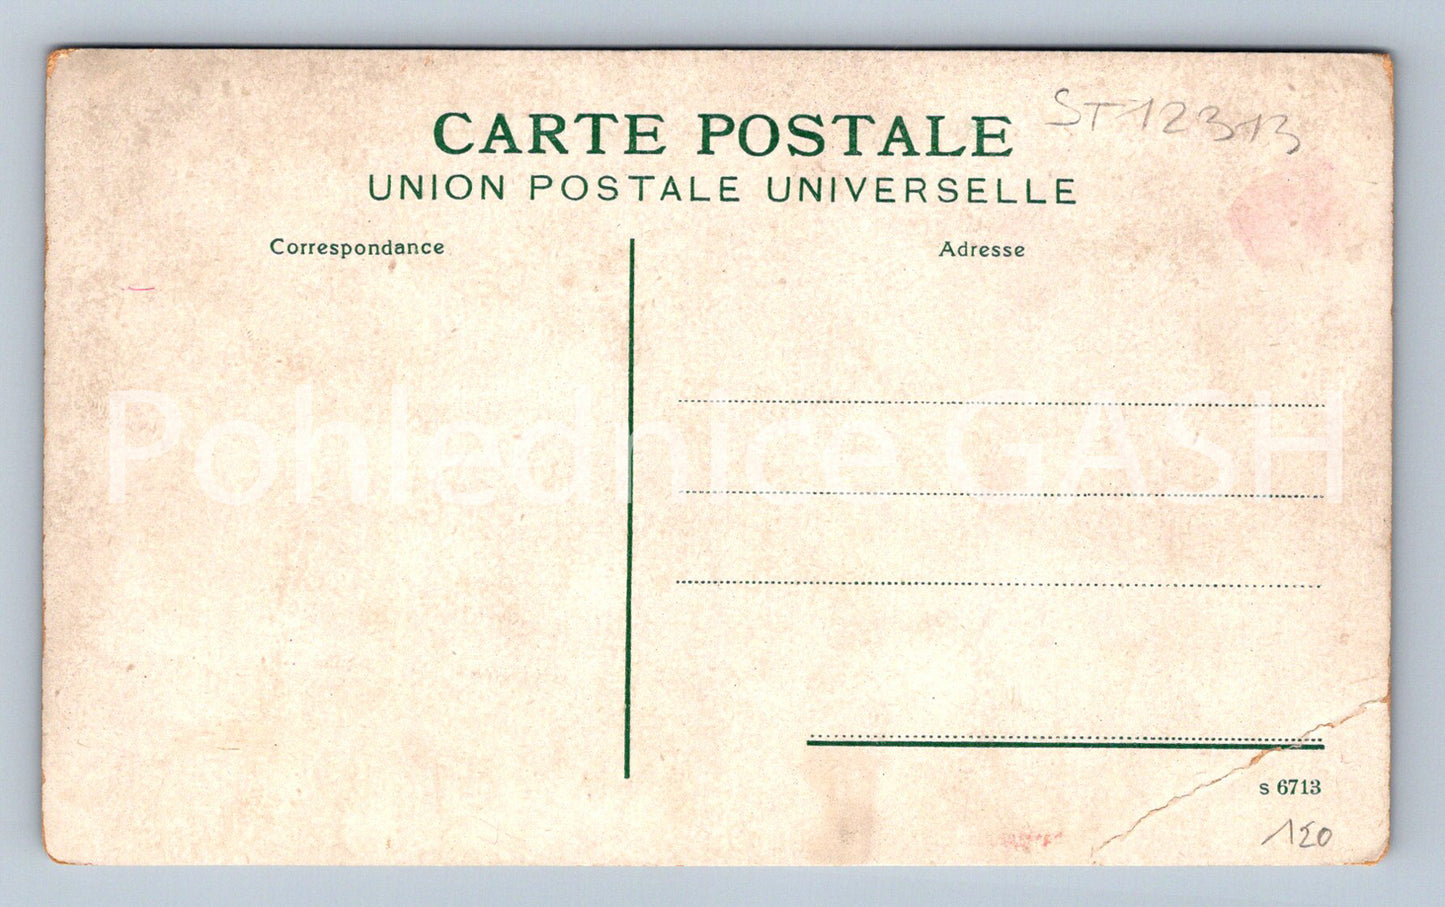 CARTE POSTALE
ST12313
UNION POSTALE UNIVERSELLE
Correspondance
Adresse
Pohlednice GASH
s 6713
120